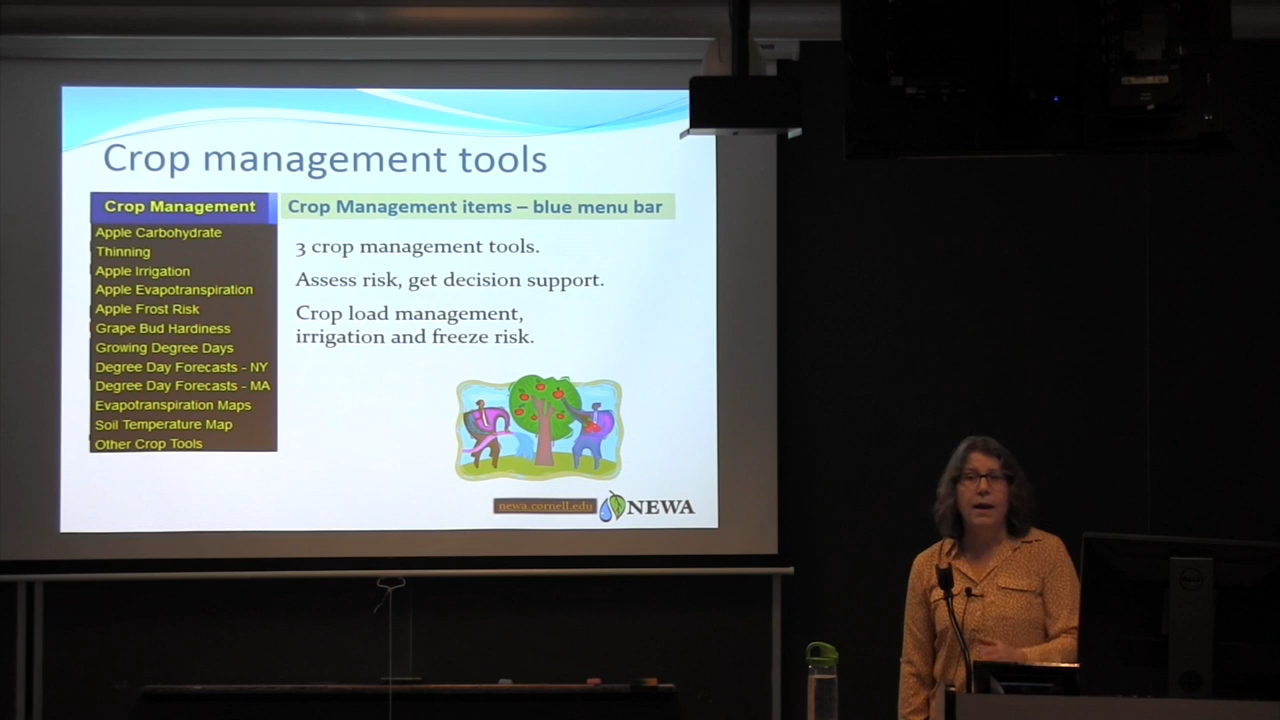 Crop management tools
Crop Management
Crop Management items – blue menu bar
Apple Carbohydrate
Thinning
Apple Irrigation
Apple Evapotranspiration
Apple Frost Risk
Grape Bud Hardiness
Growing Degree Days
Degree Day Forecasts - NY
Degree Day Forecasts - MA
Evapotranspiration Maps
Soil Temperature Map
Other Crop Tools
3 crop management tools.
Assess risk, get decision support.
Crop load management,
irrigation and freeze risk.
newa.cornell.edu
NEWA
DELL